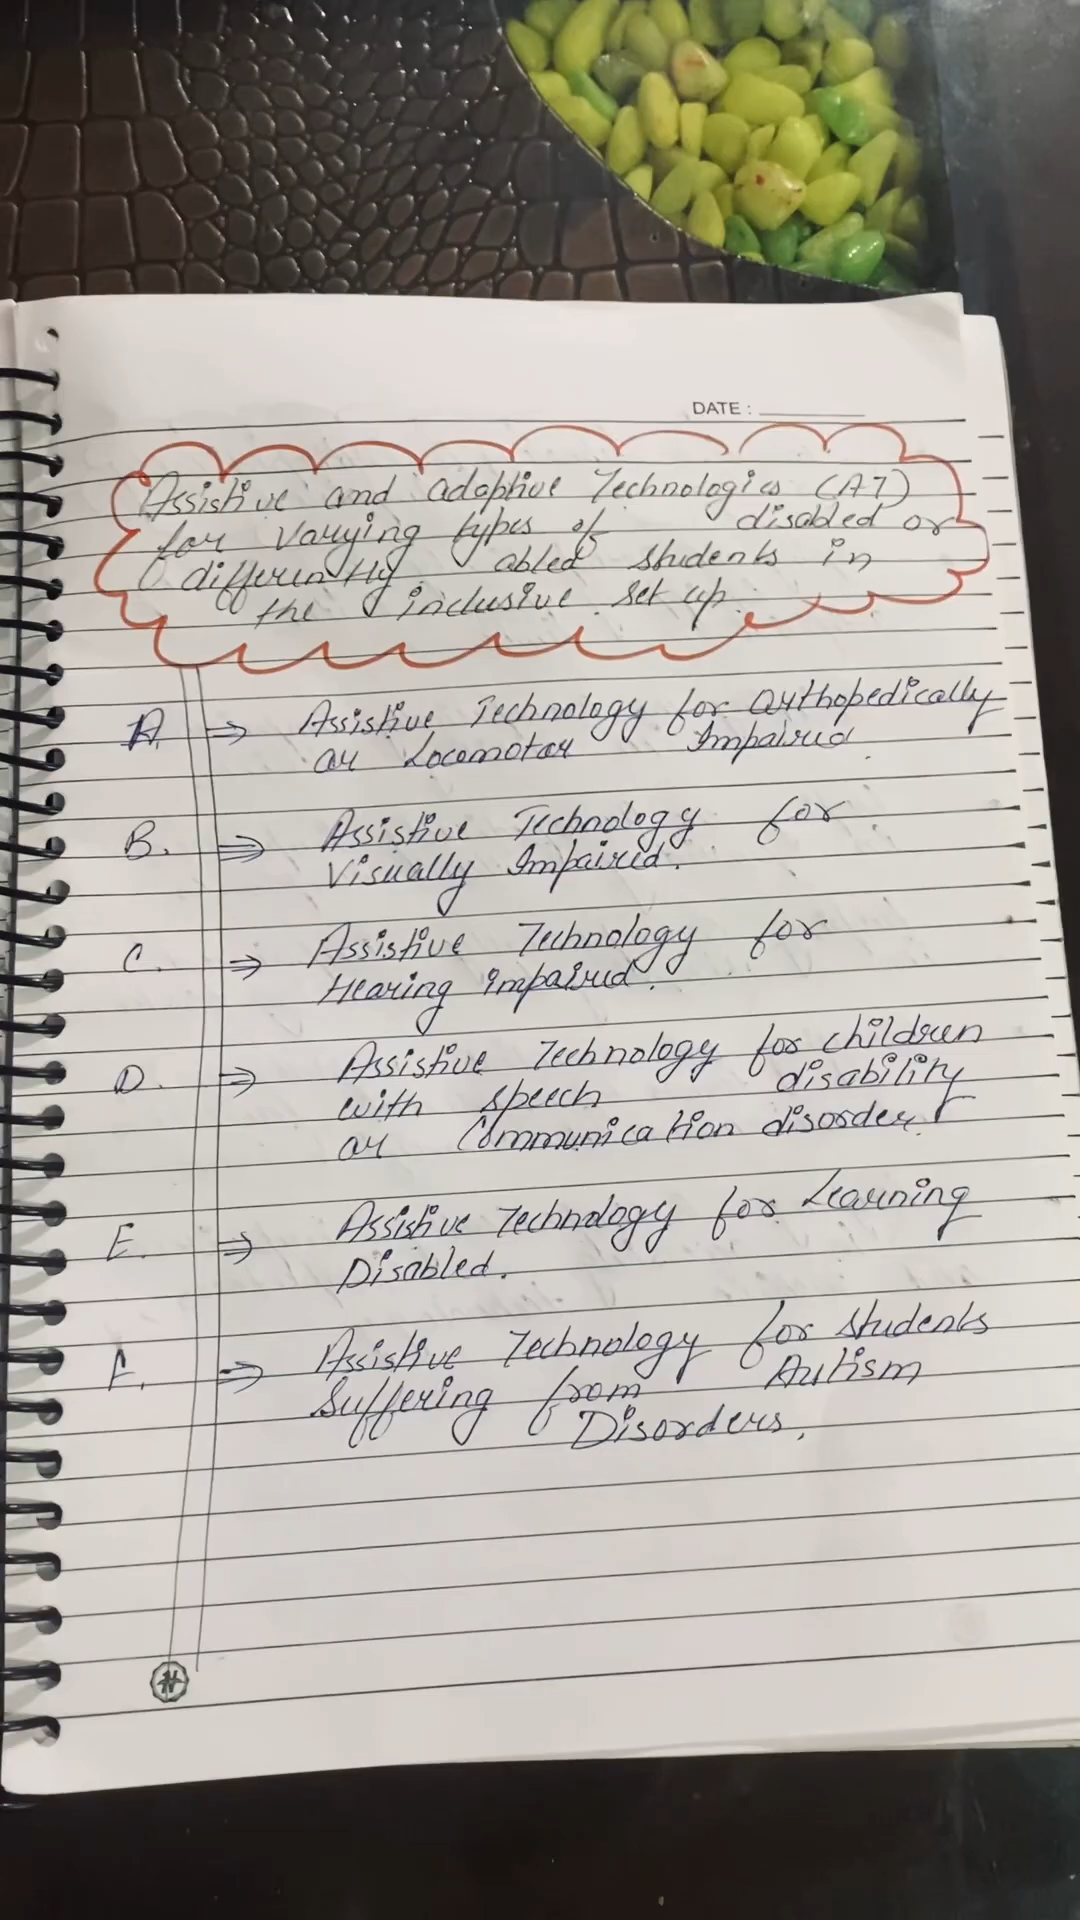 DATE :
Assistive and adaptive Technologies (AT)
for varying types of disabled or
differently abled students in
the inclusive set up.
A. ⇒ Assistive Technology for Orthopedically
or Locomotor Impaired
B. ⇒ Assistive Technology for
Visually Impaired.
C. ⇒ Assistive Technology for
Hearing impaired.
D. ⇒ Assistive Technology for children
with speech disability
or Communication disorder.
E. ⇒ Assistive Technology for Learning
Disabled.
F. ⇒ Assistive Technology for students
Suffering from Autism
Disorders.
N